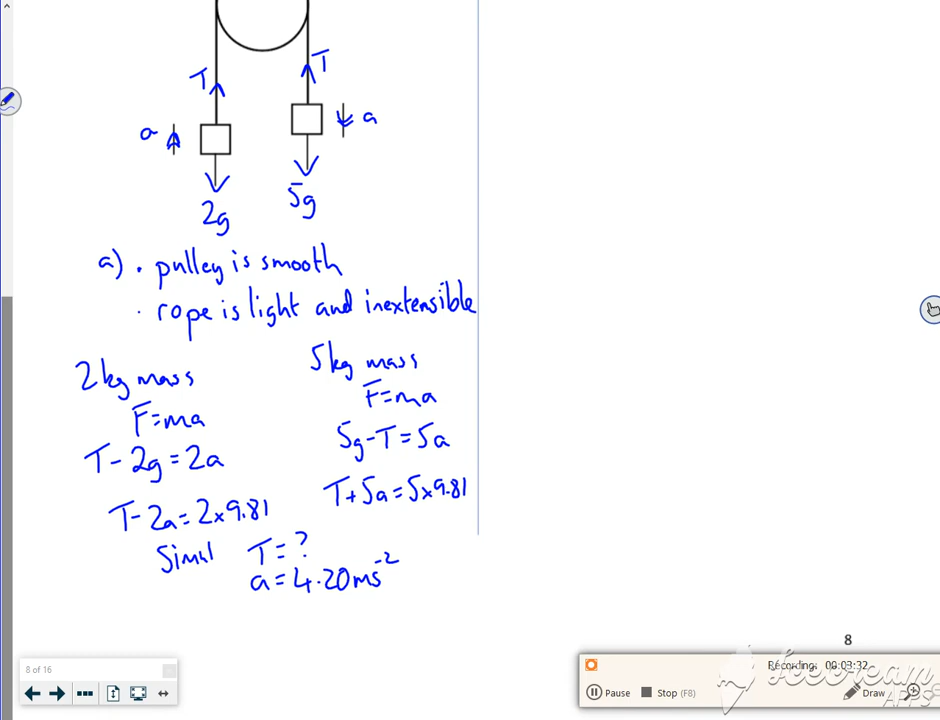 T
T
a
a
2g
5g
a) . pulley is smooth
. rope is light and inextensible
2kg mass
F=ma
T-2g=2a
T-2a=2×9.81
5kg mass
F=ma
5g-T=5a
T+5a=5×9.81
Simul
T=?
a=4.20ms⁻²
8
8 of 16
Recording: 00:03:32
Pause
Stop (F8)
Draw
Icecream
APPS